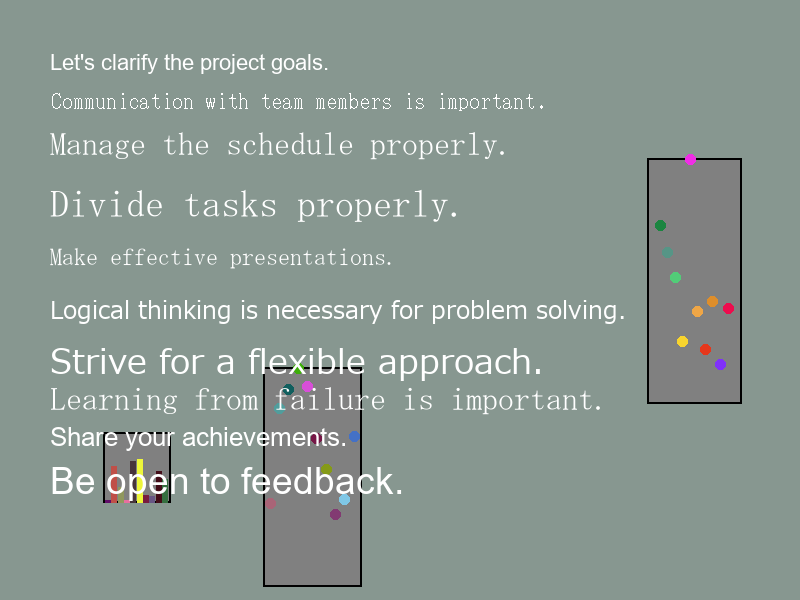 Let's clarify the project goals.
Communication with team members is important.
Manage the schedule properly.
Divide tasks properly.
Make effective presentations.
Logical thinking is necessary for problem solving.
Strive for a flexible approach.
Learning from failure is important.
Share your achievements.
Be open to feedback.